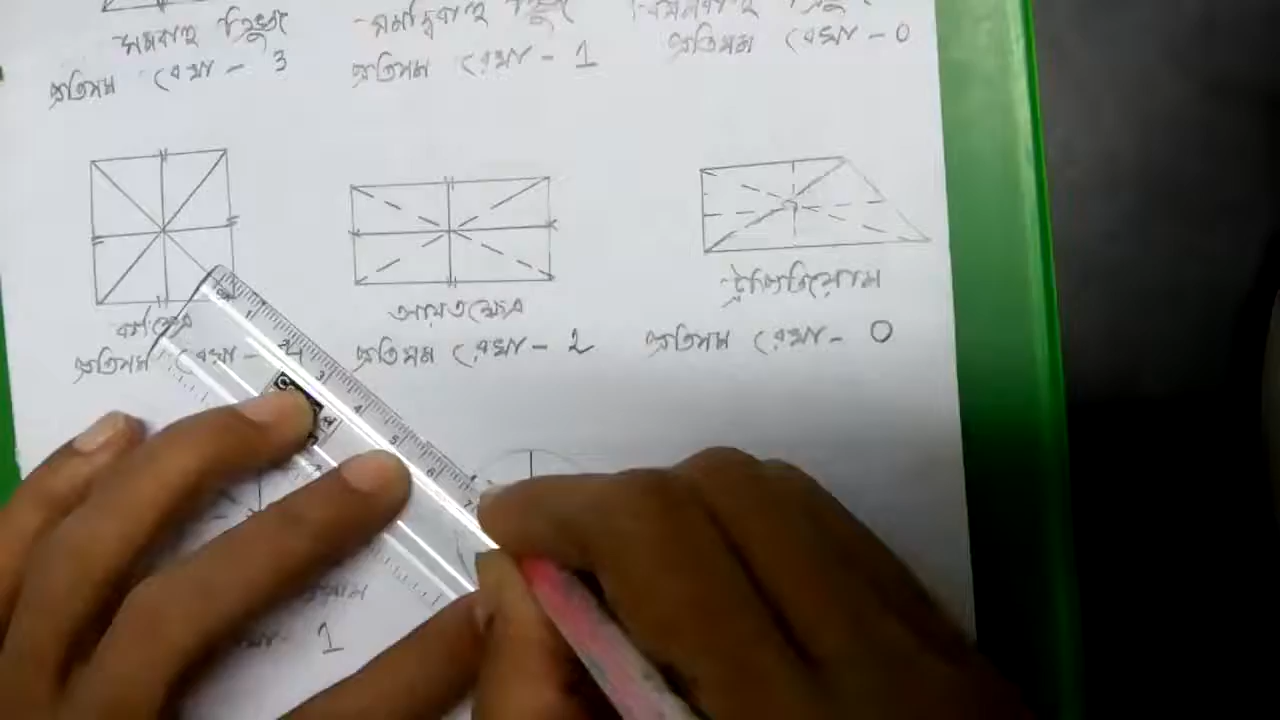 সমবাহু ত্রিভুজ
সমদ্বিবাহু ত্রিভুজ
বিষমবাহু ত্রিভুজ
প্রতিসম রেখা - 3
প্রতিসম রেখা - 1
প্রতিসম রেখা - 0
বর্গক্ষেত্র
আয়তক্ষেত্র
ট্রাপিজিয়োম
প্রতিসম রেখা - 4
প্রতিসম রেখা - 2
প্রতিসম রেখা - 0
1